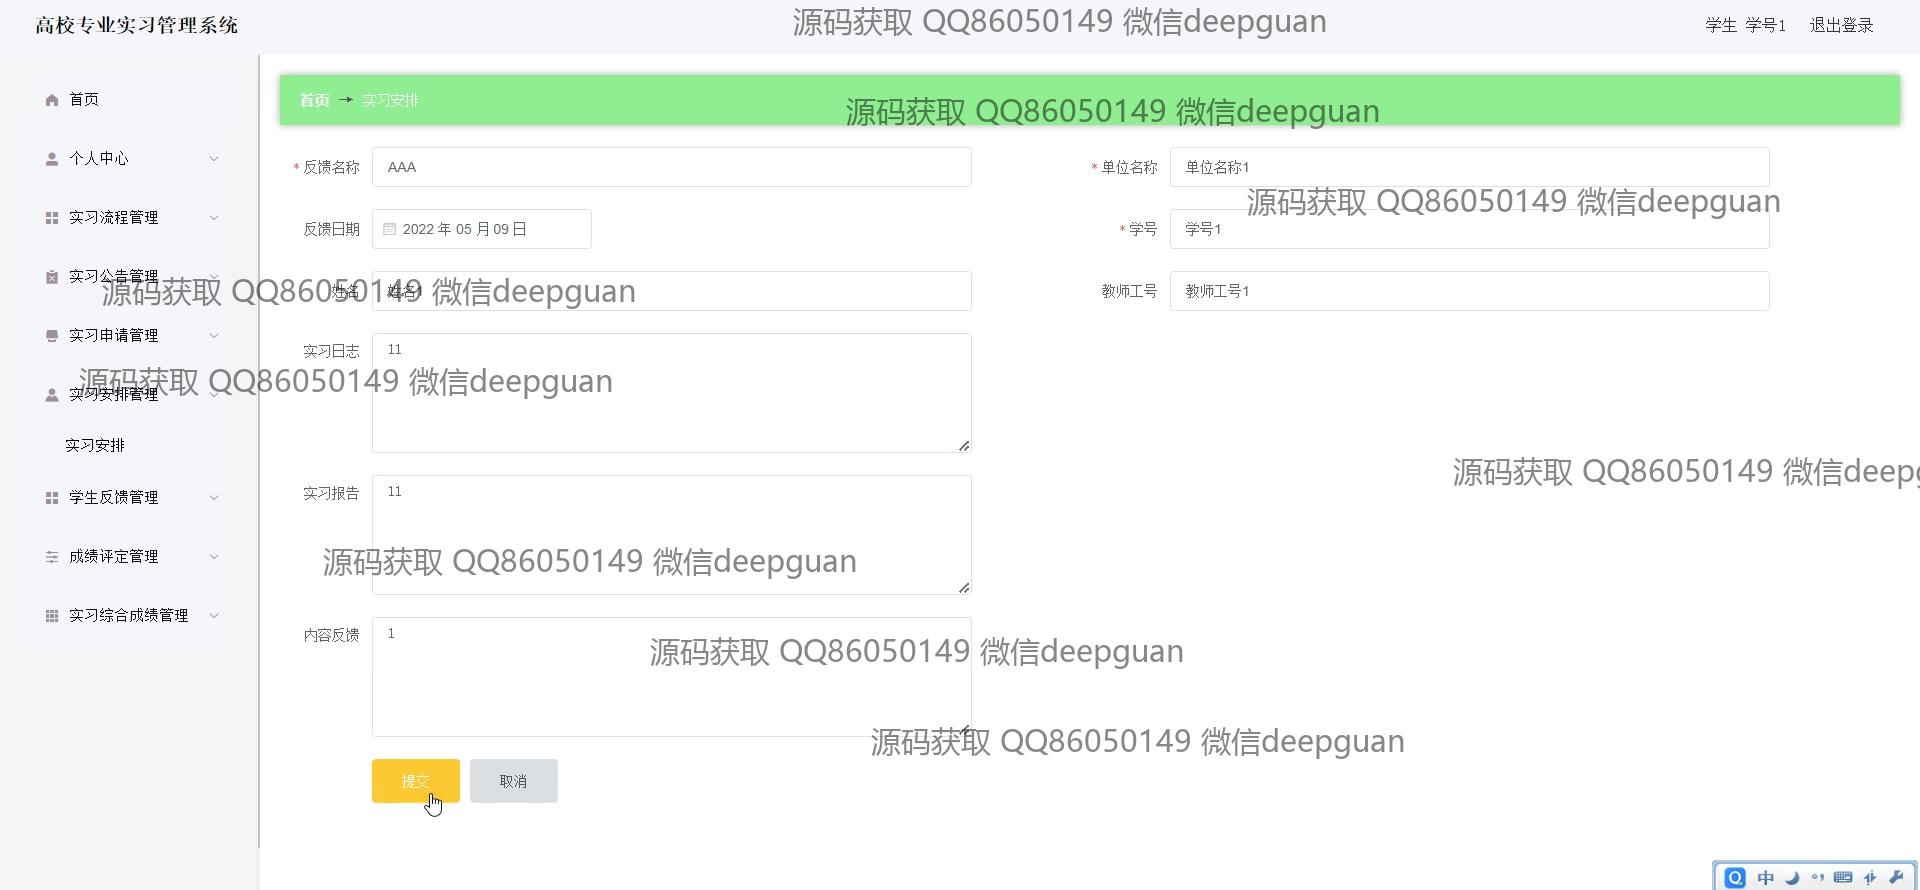 高校专业实习管理系统
源码获取 QQ86050149 微信deepguan
学生 学号1 退出登录
首页
个人中心
实习流程管理
实习公告管理
实习申请管理
实习安排管理
实习安排
学生反馈管理
成绩评定管理
实习综合成绩管理
首页 → 实习安排
源码获取 QQ86050149 微信deepguan
* 反馈名称 AAA
* 单位名称 单位名称1
源码获取 QQ86050149 微信deepguan
反馈日期 2022 年 05 月 09 日
* 学号 学号1
源码获取 QQ86050149 微信deepguan
姓名 姓名1
教师工号 教师工号1
实习日志 11
源码获取 QQ86050149 微信deepguan
源码获取 QQ86050149 微信deepg
实习报告 11
源码获取 QQ86050149 微信deepguan
内容反馈 1
源码获取 QQ86050149 微信deepguan
源码获取 QQ86050149 微信deepguan
提交 取消
中